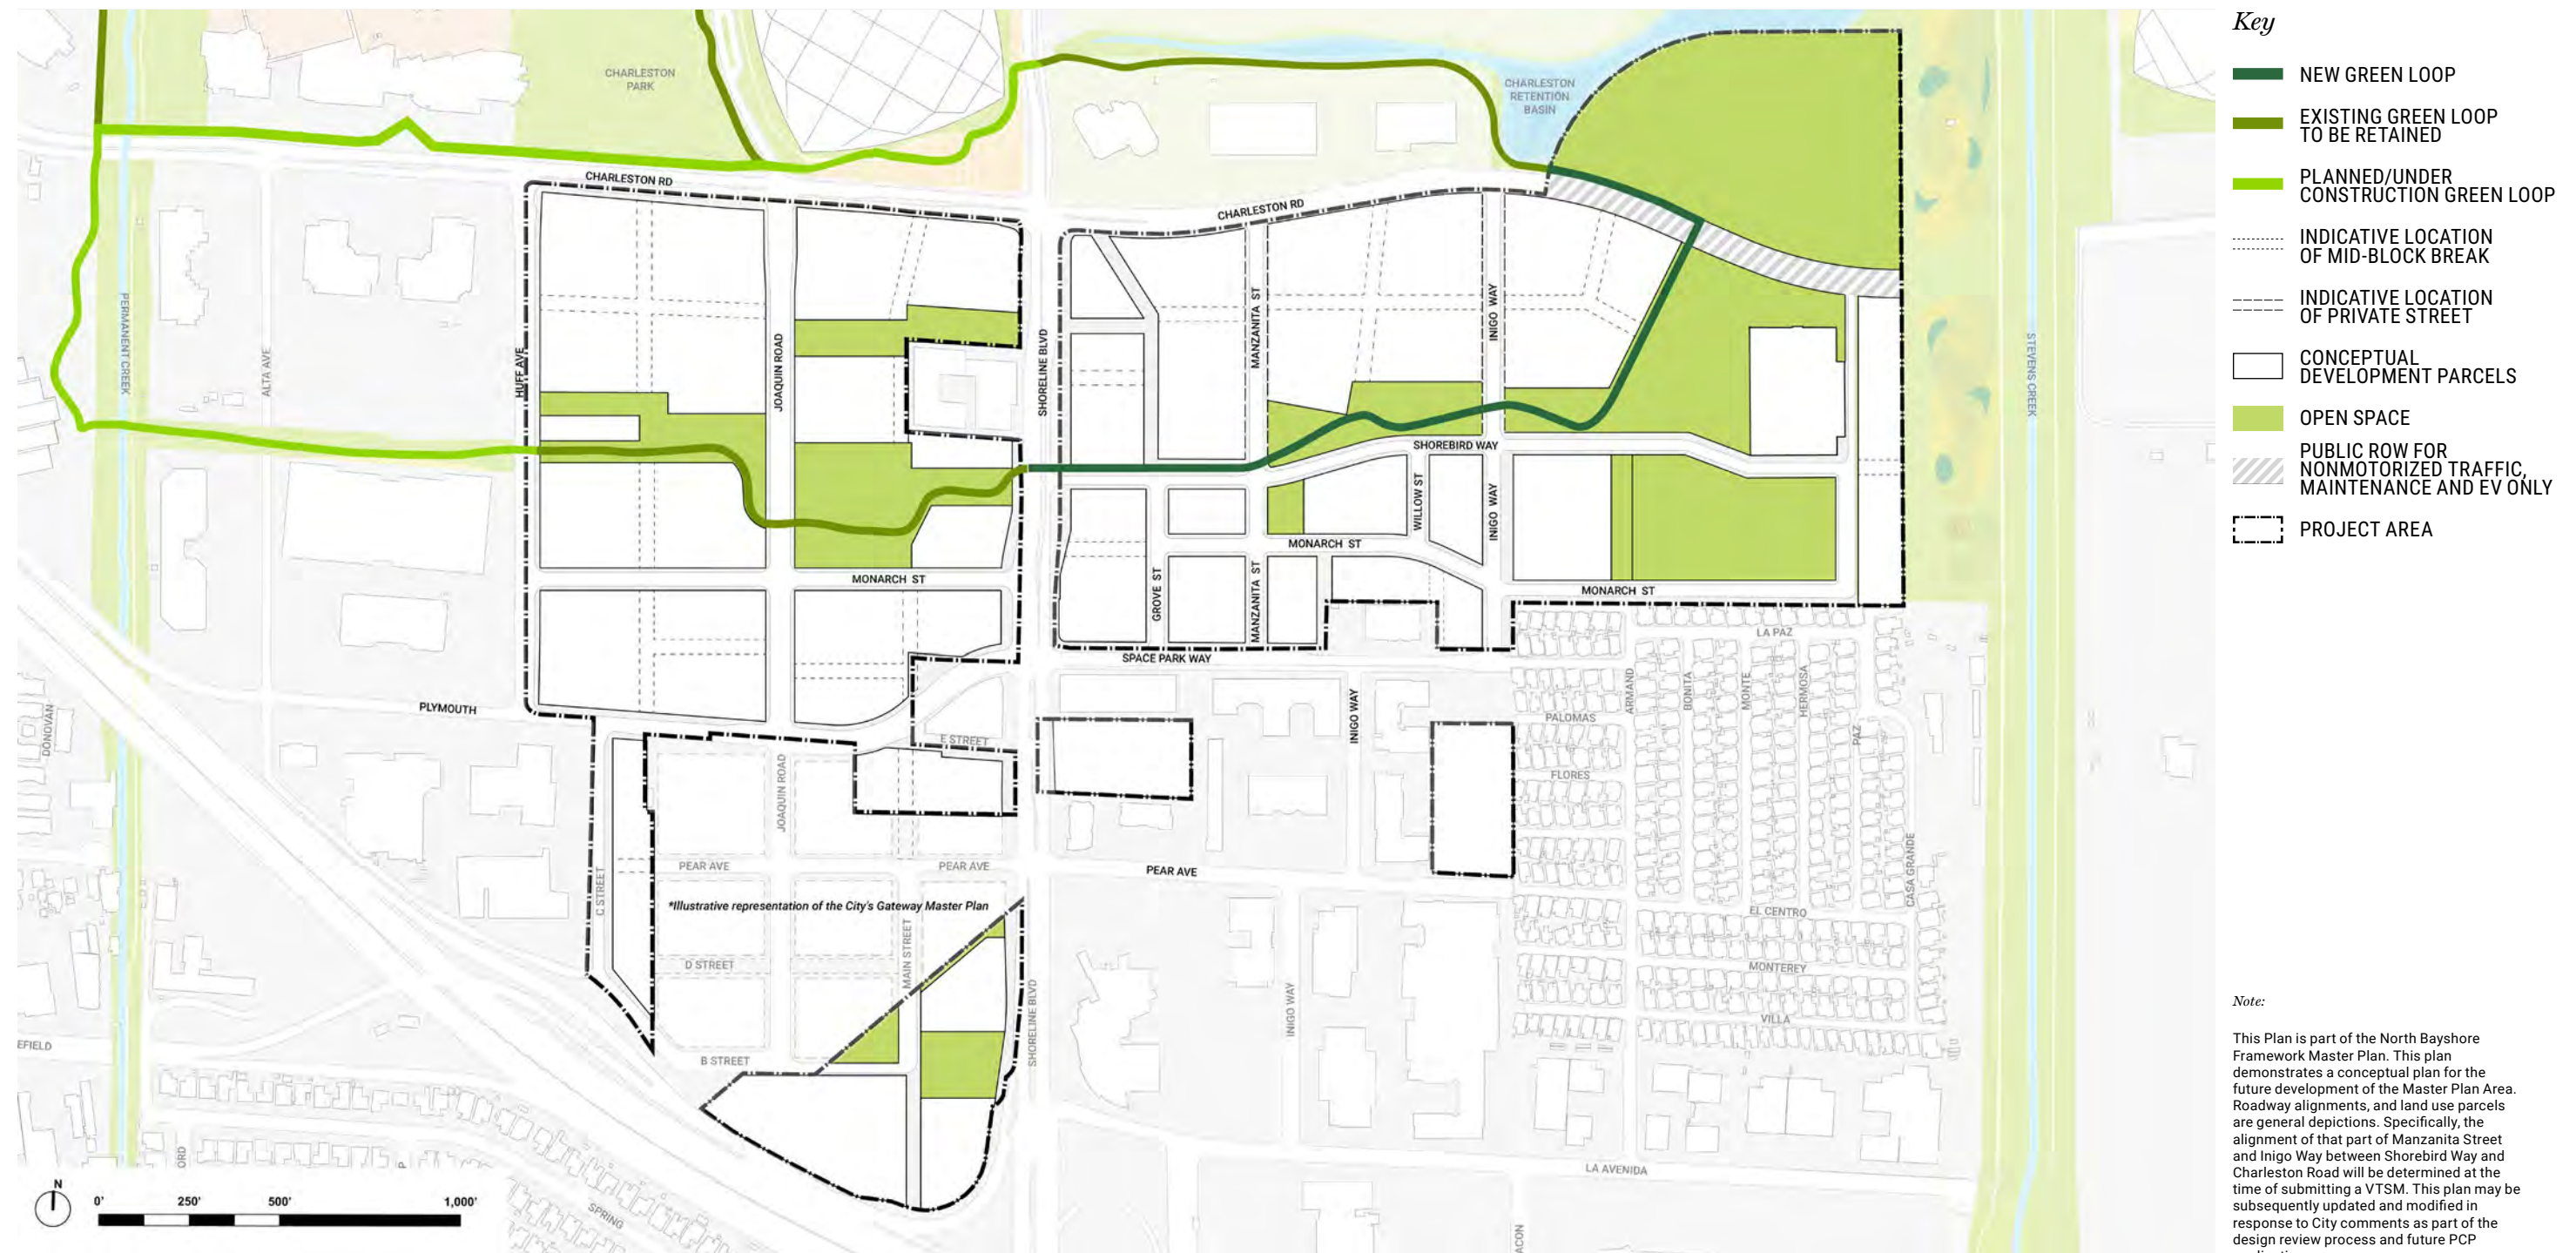 CHARLESTON
PARK
CHARLESTON
RETENTION
BASIN
CHARLESTON RD
CHARLESTON RD
PERMANENT CREEK
ALTA AVE
HUFF AVE
JOAQUIN ROAD
SHORELINE BLVD
MANZANITA ST
INIGO WAY
STEVENS CREEK
SHOREBIRD WAY
WILLOW ST
INIGO WAY
MONARCH ST
MONARCH ST
GROVE ST
MANZANITA ST
MONARCH ST
SPACE PARK WAY
LA PAZ
ARMAND
BONITA
MONTE
HERMOSA
PAZ
PLYMOUTH
DONOVAN
E STREET
INIGO WAY
PALOMAS
FLORES
JOAQUIN ROAD
PEAR AVE
PEAR AVE
PEAR AVE
C STREET
*Illustrative representation of the City's Gateway Master Plan
MAIN STREET
D STREET
CASA GRANDE
EL CENTRO
MONTEREY
VILLA
SHORELINE BLVD
INIGO WAY
B STREET
EFIELD
ORD
P
SPRING
LA AVENIDA
ACON
N
0' 250' 500' 1,000'
Key
NEW GREEN LOOP
EXISTING GREEN LOOP
TO BE RETAINED
PLANNED/UNDER
CONSTRUCTION GREEN LOOP
INDICATIVE LOCATION
OF MID-BLOCK BREAK
INDICATIVE LOCATION
OF PRIVATE STREET
CONCEPTUAL
DEVELOPMENT PARCELS
OPEN SPACE
PUBLIC ROW FOR
NONMOTORIZED TRAFFIC,
MAINTENANCE AND EV ONLY
PROJECT AREA
Note:
This Plan is part of the North Bayshore
Framework Master Plan. This plan
demonstrates a conceptual plan for the
future development of the Master Plan Area.
Roadway alignments, and land use parcels
are general depictions. Specifically, the
alignment of that part of Manzanita Street
and Inigo Way between Shorebird Way and
Charleston Road will be determined at the
time of submitting a VTSM. This plan may be
subsequently updated and modified in
response to City comments as part of the
design review process and future PCP